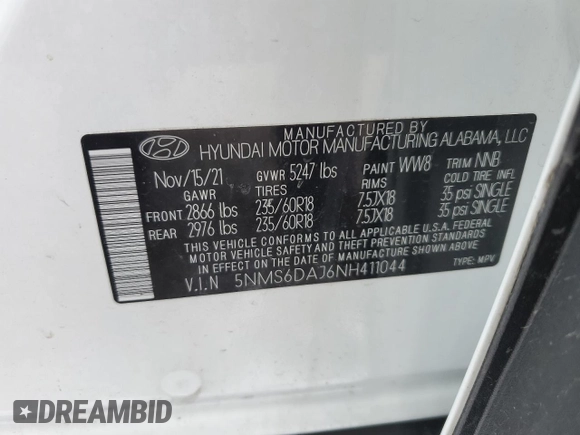 MANUFACTURED BY
HYUNDAI MOTOR MANUFACTURING ALABAMA, LLC
Nov/15/21 GVWR 5247 lbs PAINT WW8 TRIM NNB
GAWR TIRES RIMS COLD TIRE INFL
FRONT 2866 lbs 235/60R18 7.5JX18 35 psi SINGLE
REAR 2976 lbs 235/60R18 7.5JX18 35 psi SINGLE
THIS VEHICLE CONFORMS TO ALL APPLICABLE U.S.A. FEDERAL
MOTOR VEHICLE SAFETY AND THEFT PREVENTION STANDARDS
IN EFFECT ON THE DATE OF MANUFACTURE SHOWN ABOVE.
V.I.N 5NMS6DAJ6NH411044 TYPE: MPV
DREAMBID